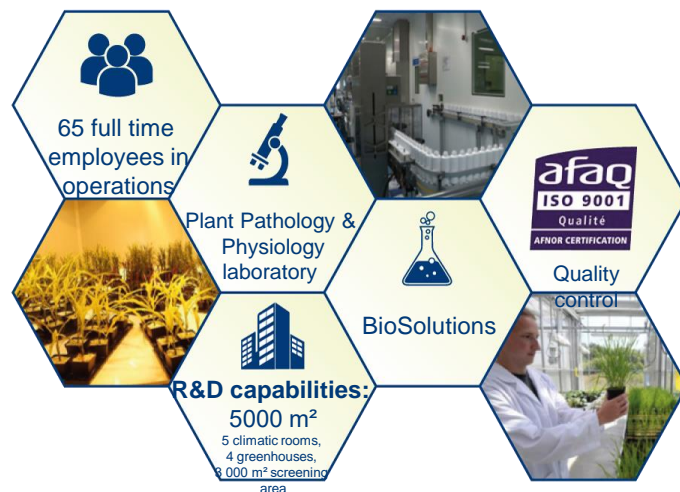 65 full time
employees in
operations
Plant Pathology &
Physiology
laboratory
afaq
ISO 9001
Qualité
AFNOR CERTIFICATION
Quality
control
BioSolutions
R&D capabilities:
5000 m²
5 climatic rooms,
4 greenhouses,
3 000 m² screening
area